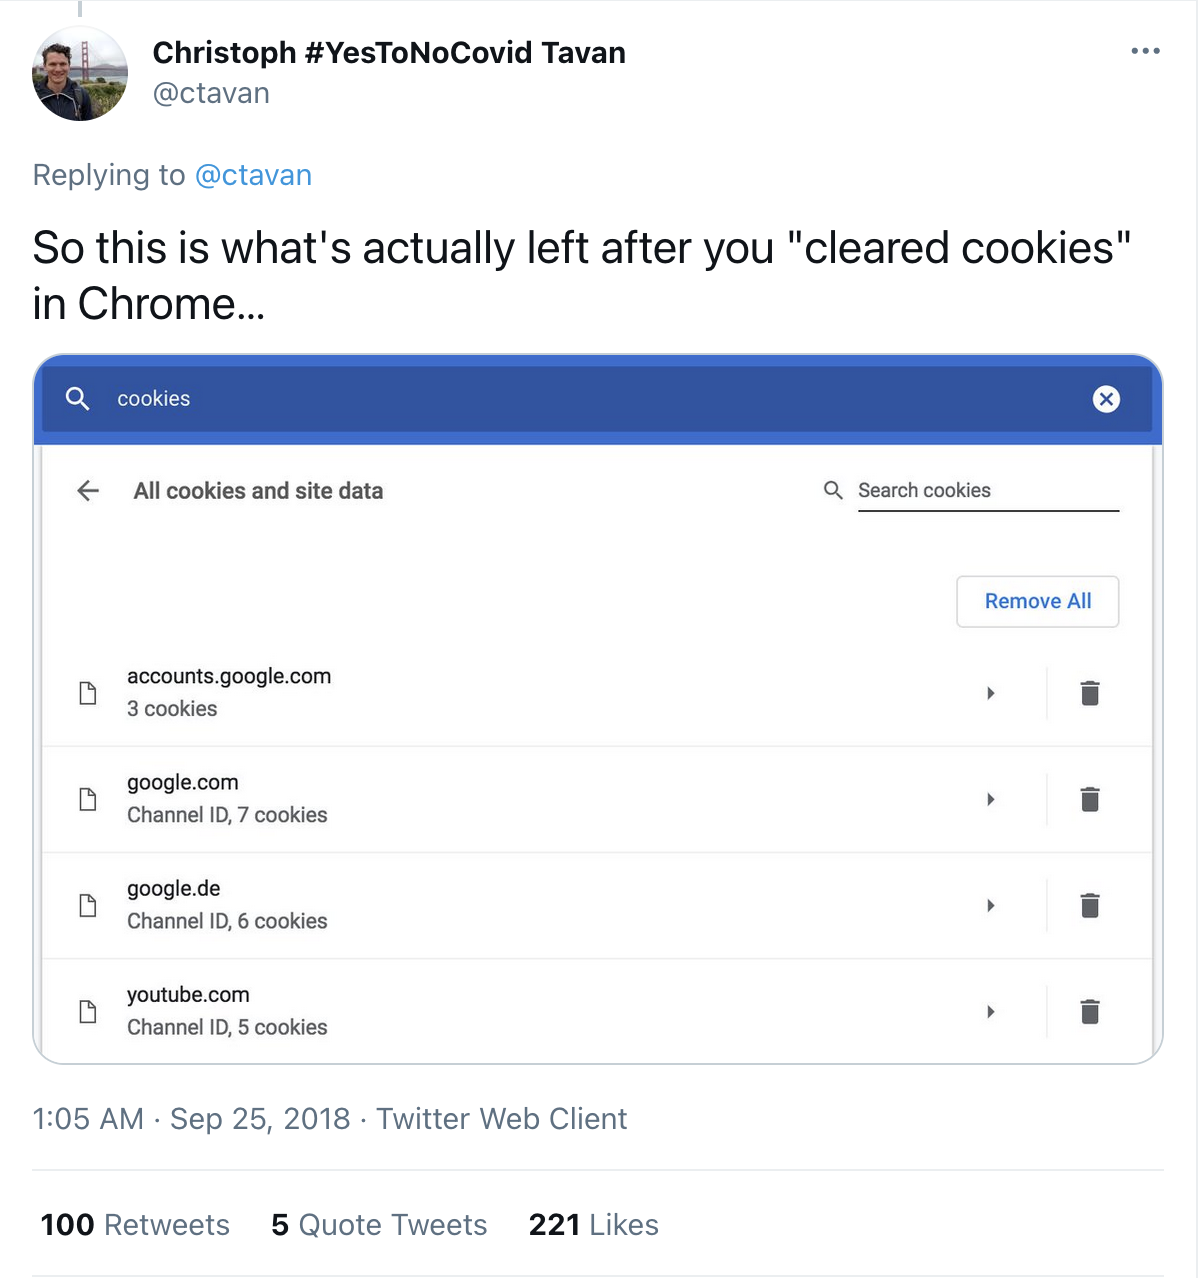 Christoph #YesToNoCovid Tavan
@ctavan
Replying to @ctavan
So this is what's actually left after you "cleared cookies"
in Chrome...
cookies
All cookies and site data
Search cookies
Remove All
accounts.google.com
3 cookies
google.com
Channel ID, 7 cookies
google.de
Channel ID, 6 cookies
youtube.com
Channel ID, 5 cookies
1:05 AM · Sep 25, 2018 · Twitter Web Client
100 Retweets 5 Quote Tweets 221 Likes